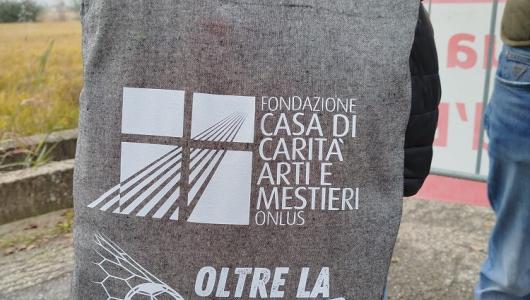 FONDAZIONE
CASA DI
CARITÀ
ARTI E
MESTIERI
ONLUS
OLTRE LA